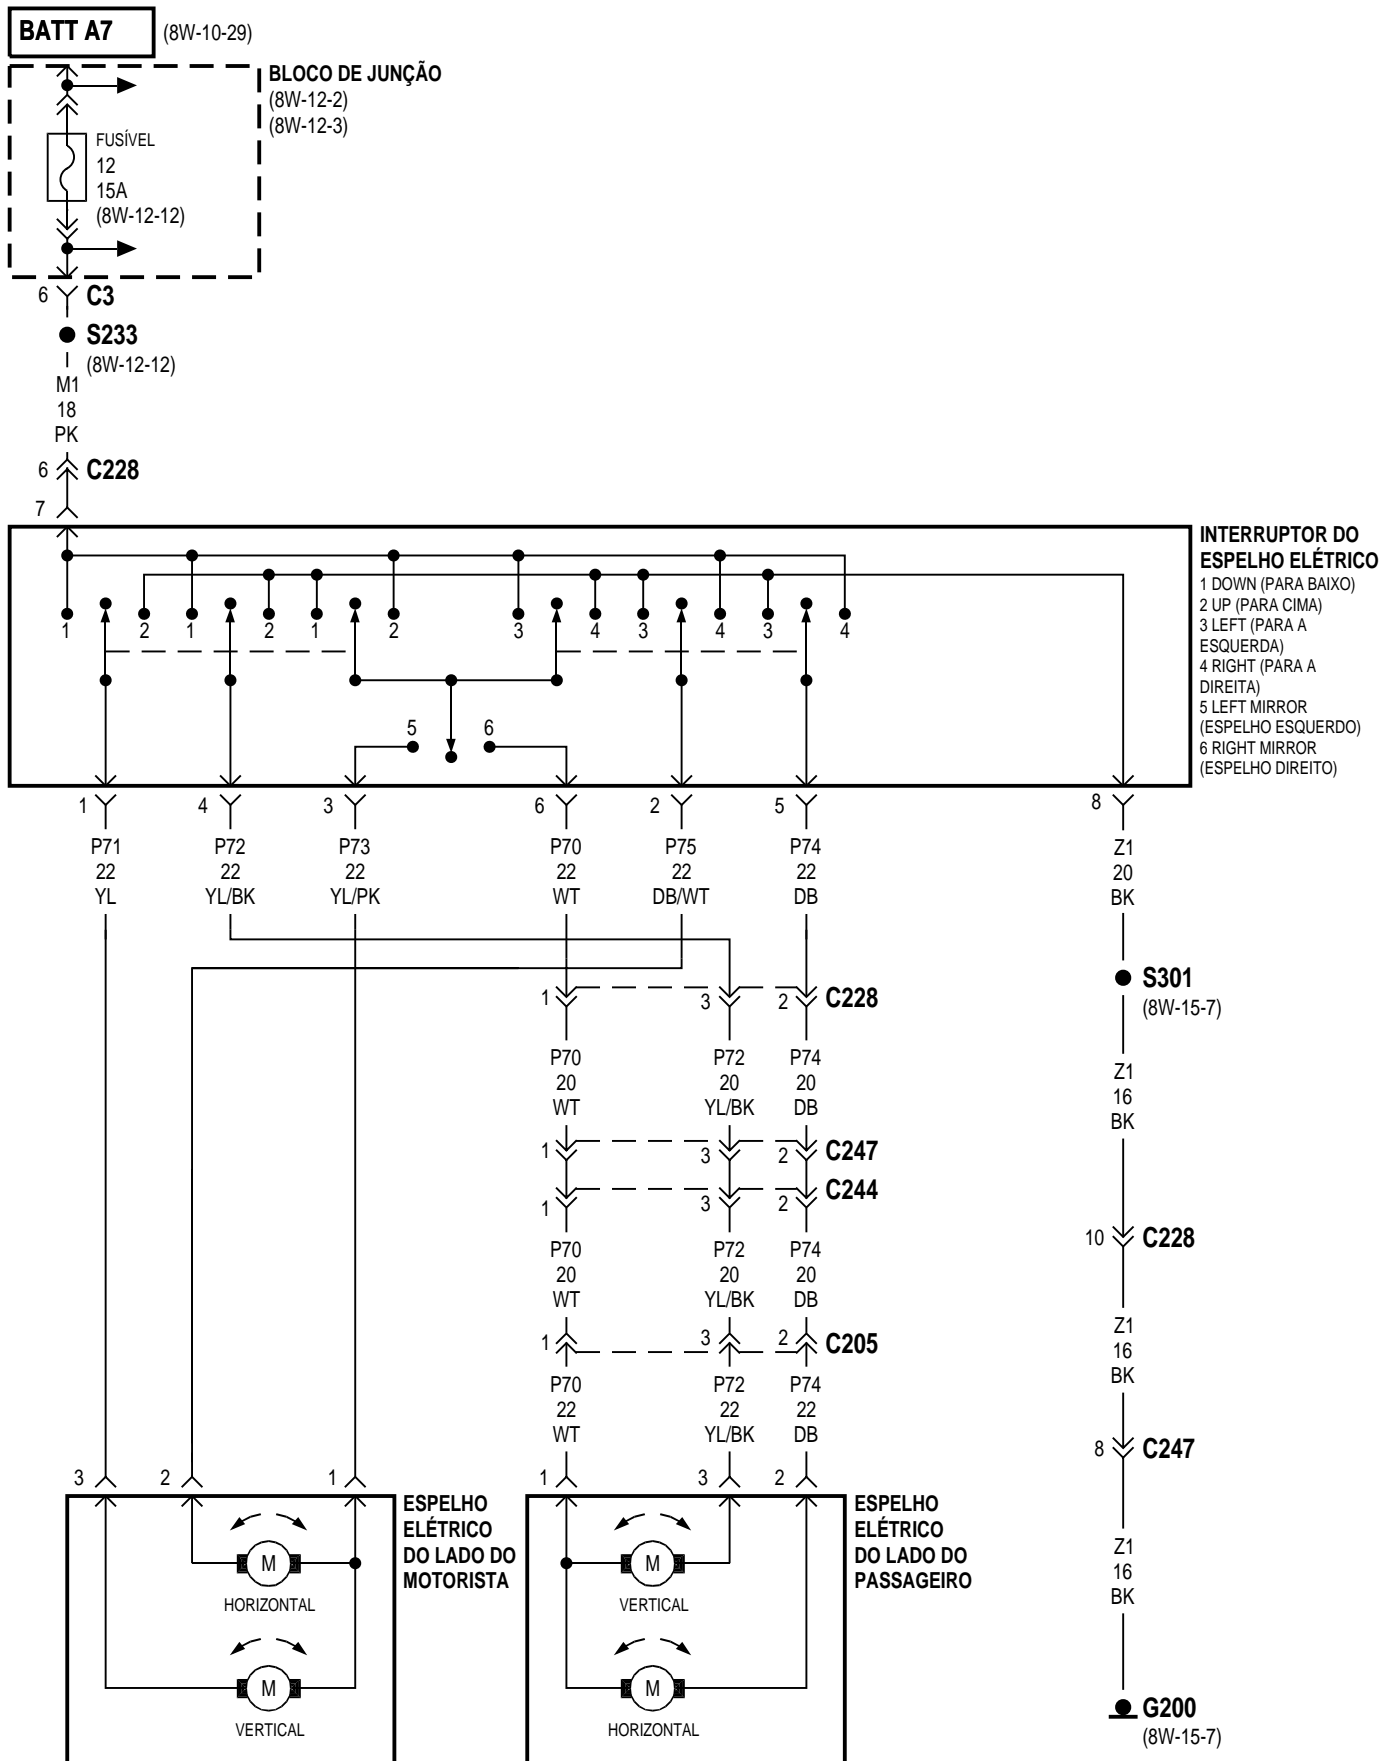 BATT A7 (8W-10-29)
BLOCO DE JUNÇÃO
(8W-12-2)
(8W-12-3)
FUSÍVEL
12
15A
(8W-12-12)
6 C3
S233
(8W-12-12)
M1
18
PK
6 C228
7
INTERRUPTOR DO
ESPELHO ELÉTRICO
1 DOWN (PARA BAIXO)
2 UP (PARA CIMA)
3 LEFT (PARA A
ESQUERDA)
4 RIGHT (PARA A
DIREITA)
5 LEFT MIRROR
(ESPELHO ESQUERDO)
6 RIGHT MIRROR
(ESPELHO DIREITO)
1 2 1 2 1 2 3 4 3 4 3 4
5 6
1 4 3 6 2 5 8
P71 P72 P73 P70 P75 P74 Z1
22 22 22 22 22 22 20
YL YL/BK YL/PK WT DB/WT DB BK
S301
(8W-15-7)
1 3 2 C228
P70 P72 P74 Z1
20 20 20 16
WT YL/BK DB BK
1 3 2 C247
1 3 2 C244
10 C228
P70 P72 P74
20 20 20
WT YL/BK DB
Z1
16
BK
1 3 2 C205
P70 P72 P74
22 22 22
WT YL/BK DB
8 C247
3 2 1 1 3 2
ESPELHO
ELÉTRICO
DO LADO DO
MOTORISTA
M
HORIZONTAL
M
VERTICAL
ESPELHO
ELÉTRICO
DO LADO DO
PASSAGEIRO
M
VERTICAL
M
HORIZONTAL
Z1
16
BK
G200
(8W-15-7)